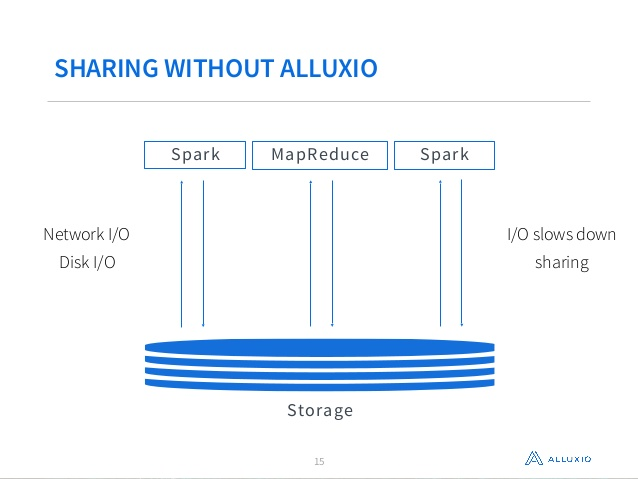 SHARING WITHOUT ALLUXIO
Spark
MapReduce
Spark
Network I/O
Disk I/O
I/O slows down
sharing
Storage
15
ALLUXIO